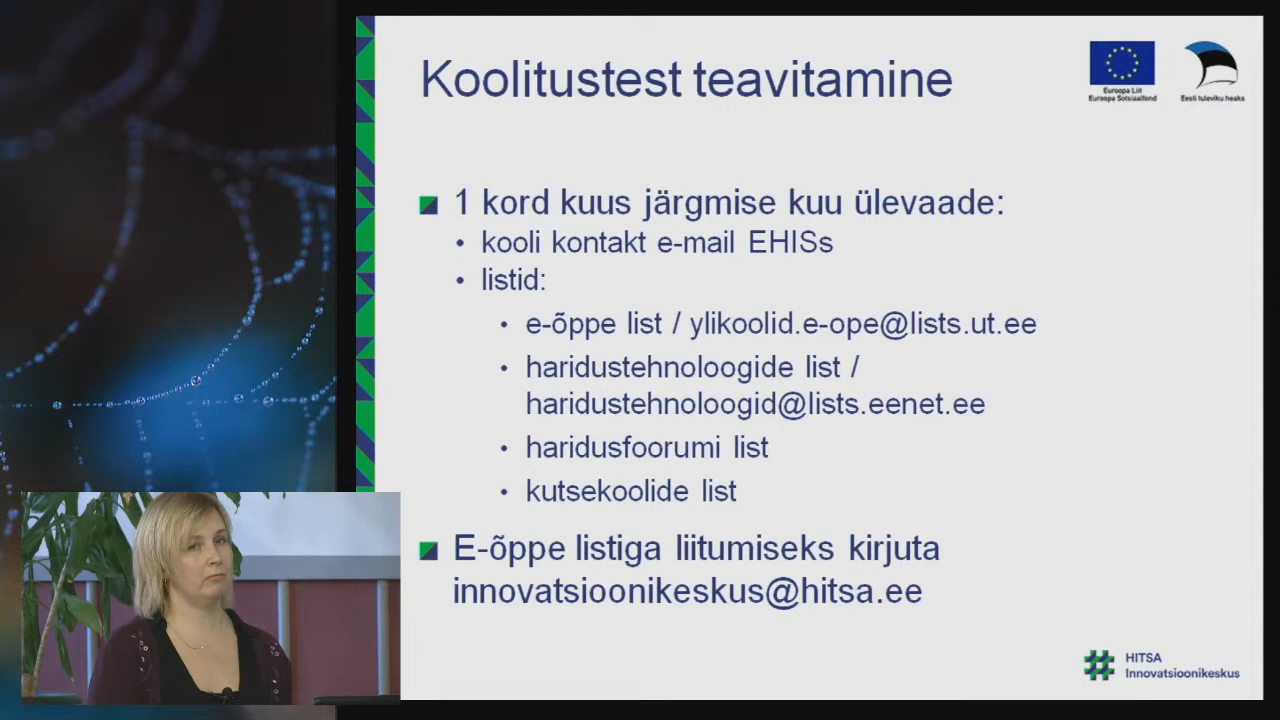 Koolitustest teavitamine
Euroopa Liit
Euroopa Sotsiaalfond
Eesti tuleviku heaks
1 kord kuus järgmise kuu ülevaade:
kooli kontakt e-mail EHISs
listid:
e-õppe list / ylikoolid.e-ope@lists.ut.ee
haridustehnoloogide list /
haridustehnoloogid@lists.eenet.ee
haridusfoorumi list
kutsekoolide list
E-õppe listiga liitumiseks kirjuta
innovatsioonikeskus@hitsa.ee
HITSA
Innovatsioonikeskus